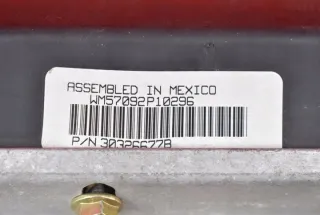 ASSEMBLED IN MEXICO
WM57092P10296
P/N 30326677B